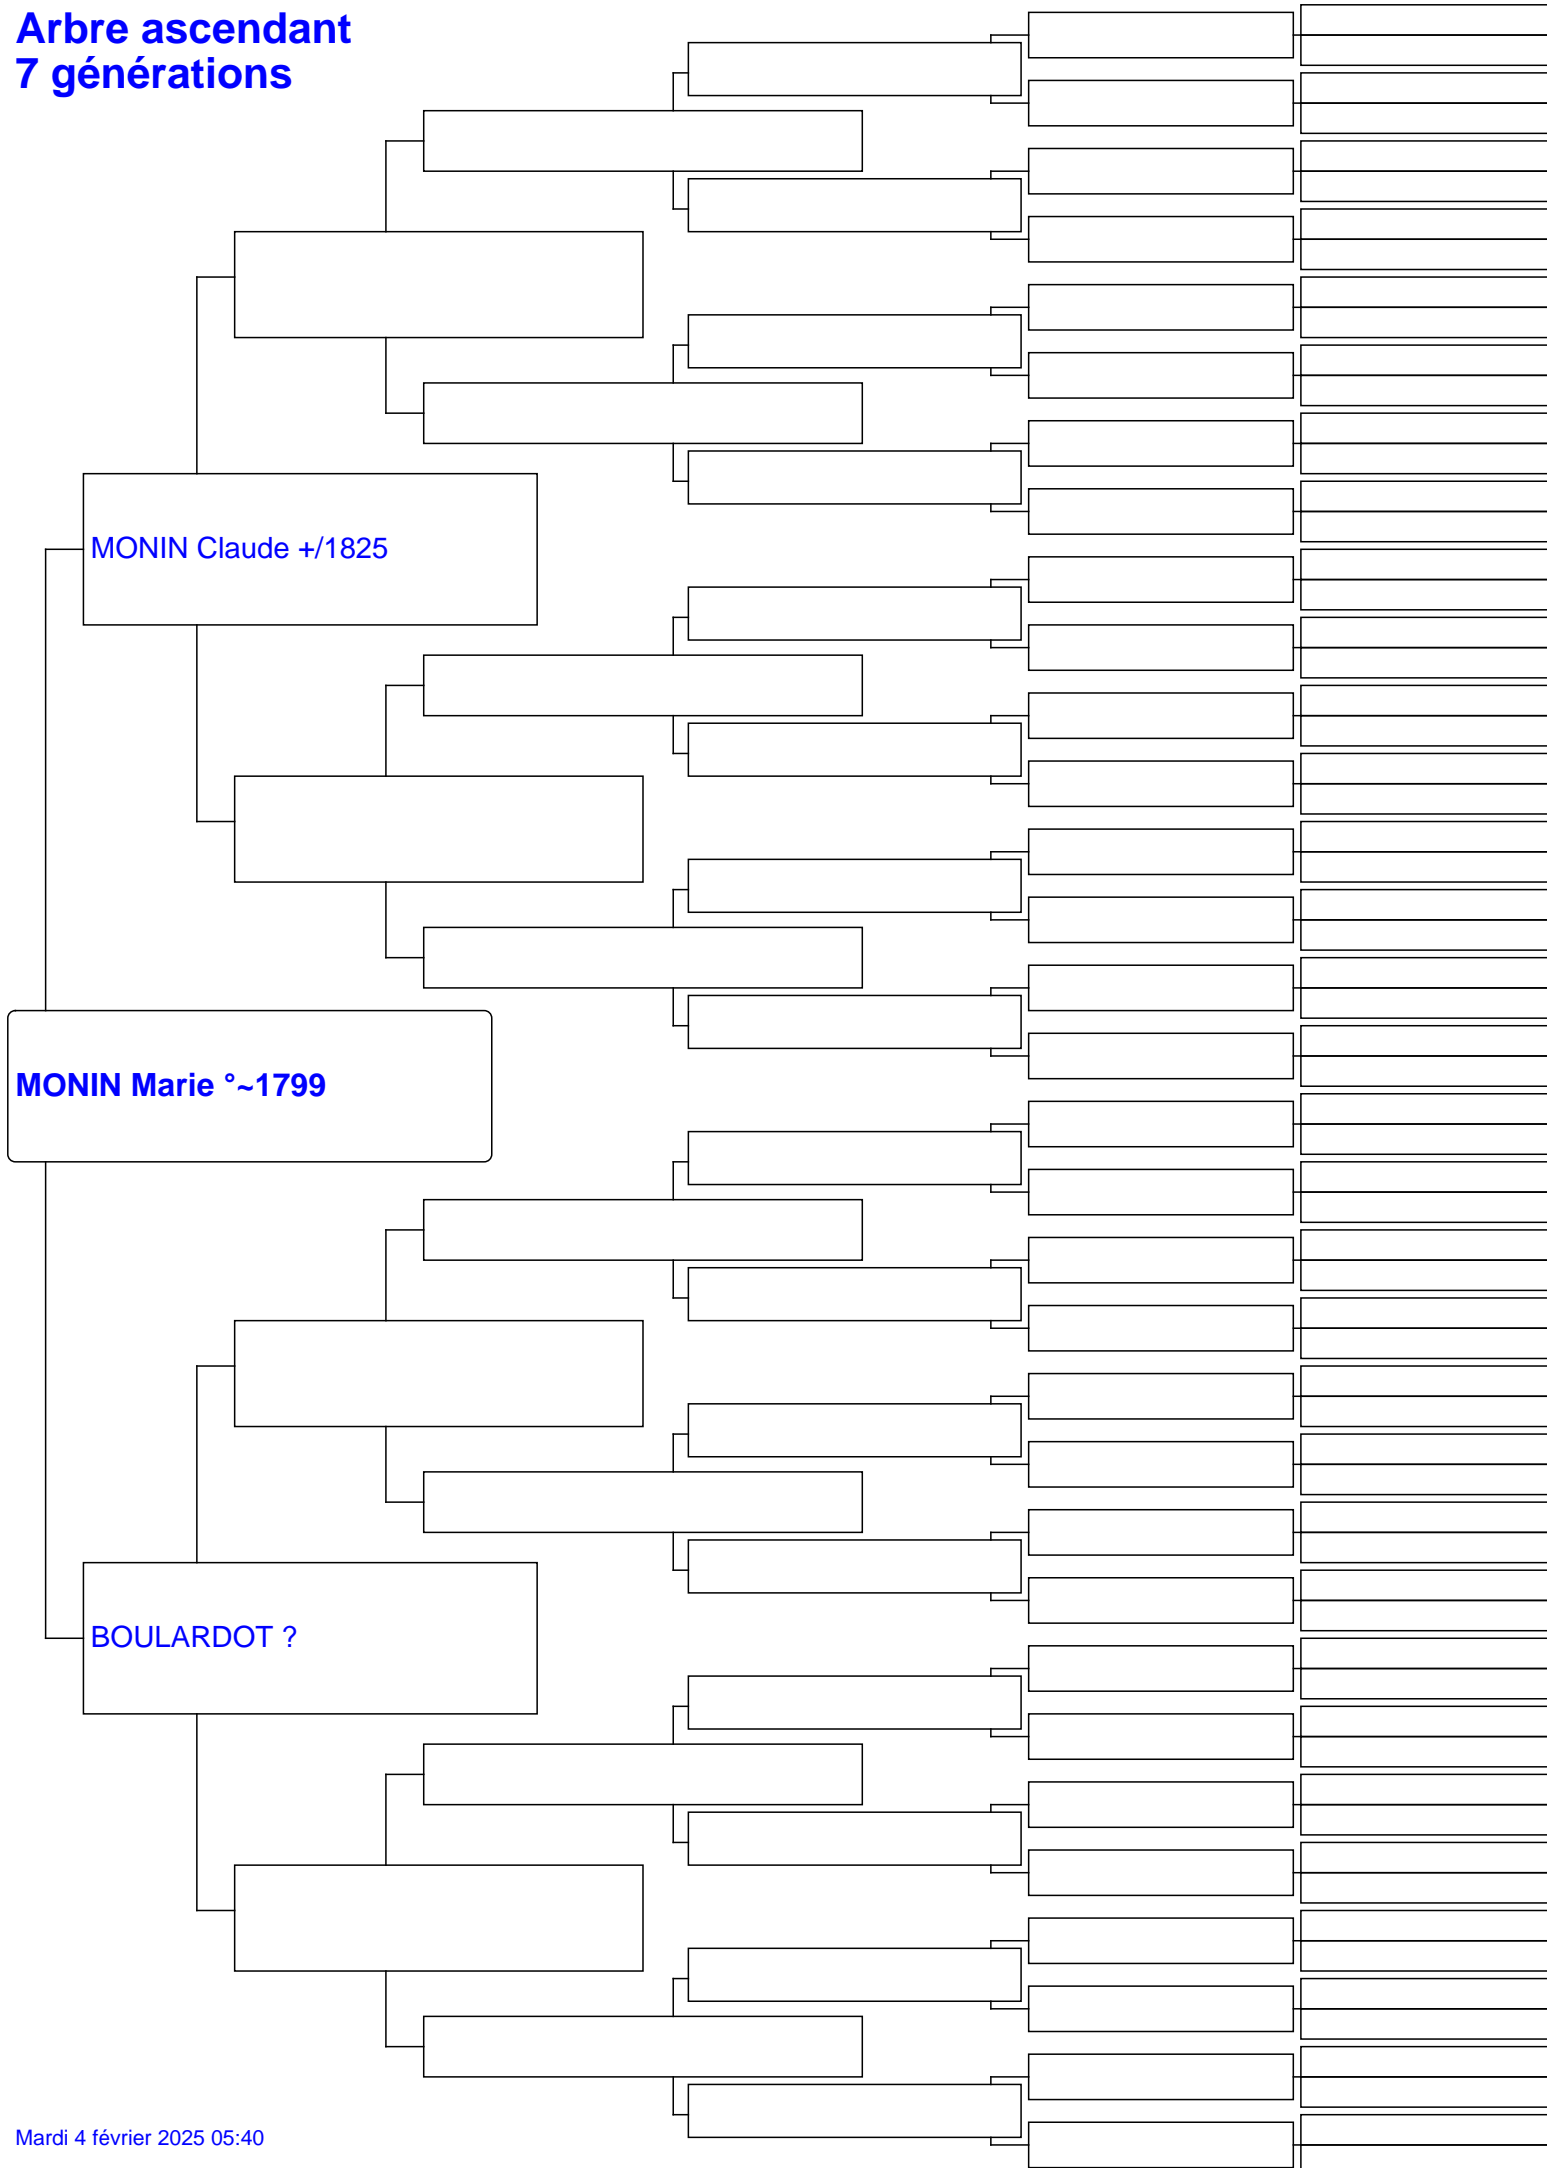 Arbre ascendant
7 générations
MONIN Claude +/1825
MONIN Marie °~1799
BOULARDOT ?
Mardi 4 février 2025 05:40